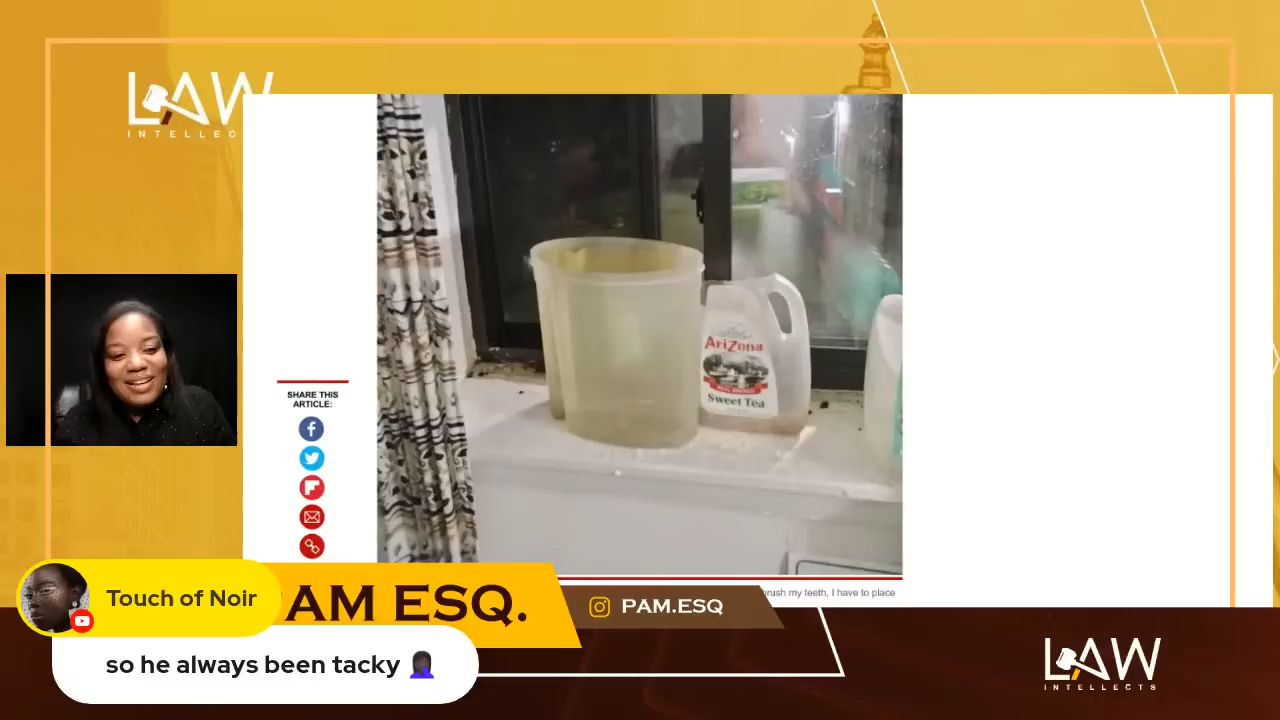 LAW
INTELLEC
AriZona
Sweet Tea
SHARE THIS
ARTICLE:
Touch of Noir
AM ESQ.
PAM.ESQ
brush my teeth, I have to place
so he always been tacky 🤦🏿‍♀️
LAW
INTELLECTS